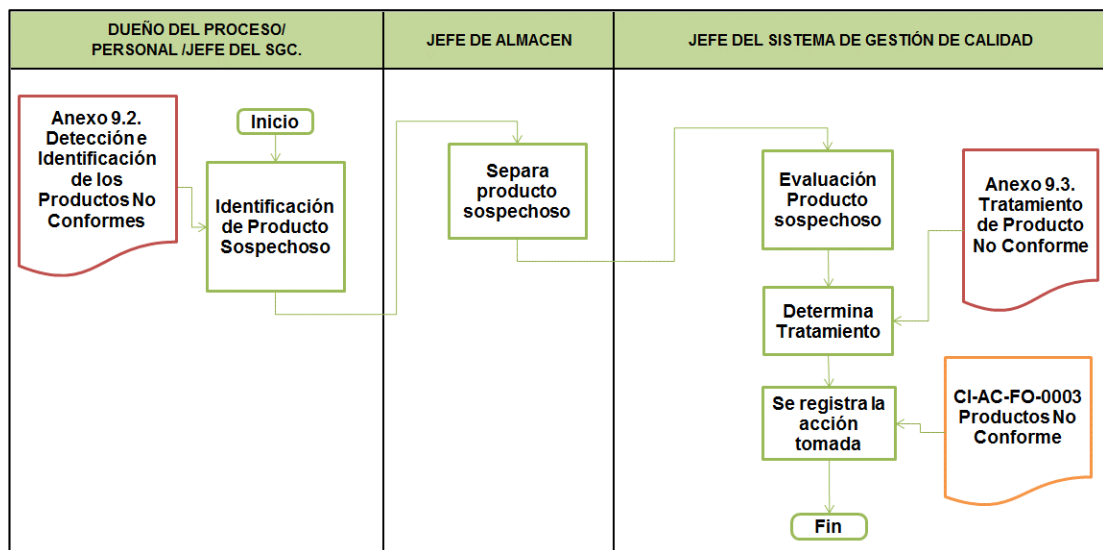 DUEÑO DEL PROCESO/
PERSONAL /JEFE DEL SGC.
JEFE DE ALMACEN
JEFE DEL SISTEMA DE GESTIÓN DE CALIDAD
Anexo 9.2.
Detección e
Identificación
de los
Productos No
Conformes
Inicio
Identificación
de Producto
Sospechoso
Separa
producto
sospechoso
Evaluación
Producto
sospechoso
Anexo 9.3.
Tratamiento
de Producto
No Conforme
Determina
Tratamiento
Se registra la
acción
tomada
CI-AC-FO-0003
Productos No
Conforme
Fin